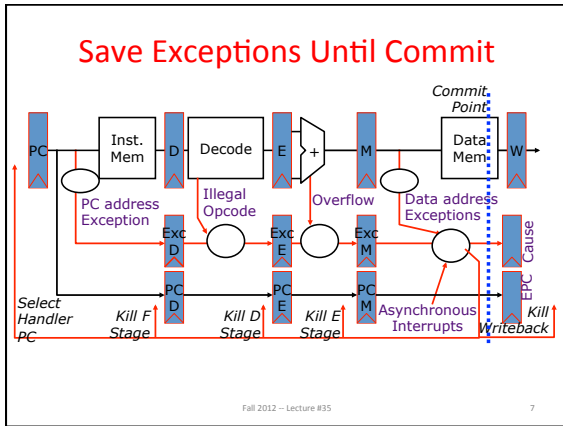 Save Exceptions Until Commit
Commit
Point
PC
Inst.
Mem
D
Decode
E
+
M
Data
Mem
W
PC address
Exception
Illegal
Opcode
Overflow
Data address
Exceptions
Exc
D
Exc
E
Exc
M
Cause
PC
D
PC
E
PC
M
EPC
Select
Handler
PC
Kill F
Stage
Kill D
Stage
Kill E
Stage
Asynchronous
Interrupts
Kill
Writeback
Fall 2012 -- Lecture #35
7